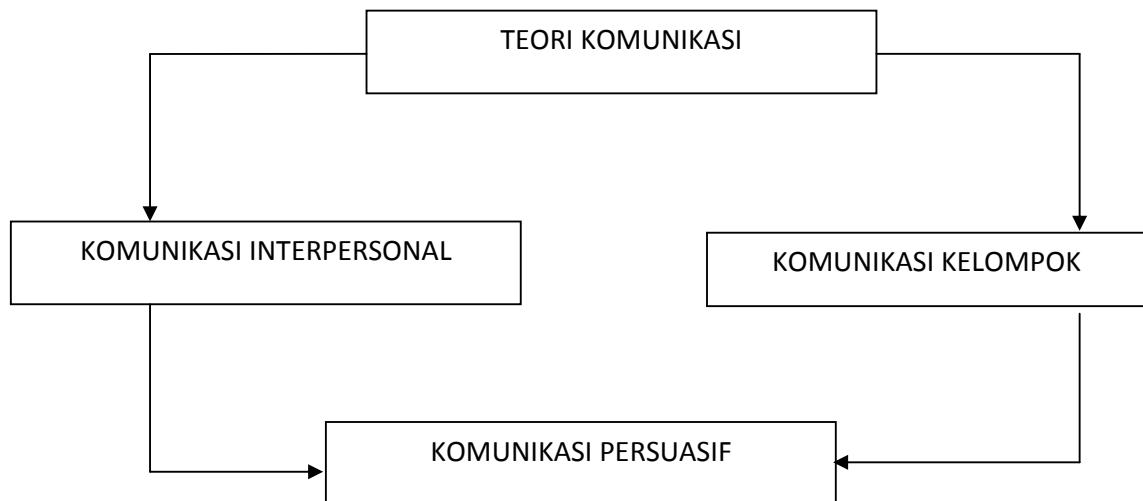 TEORI KOMUNIKASI
KOMUNIKASI INTERPERSONAL
KOMUNIKASI KELOMPOK
KOMUNIKASI PERSUASIF